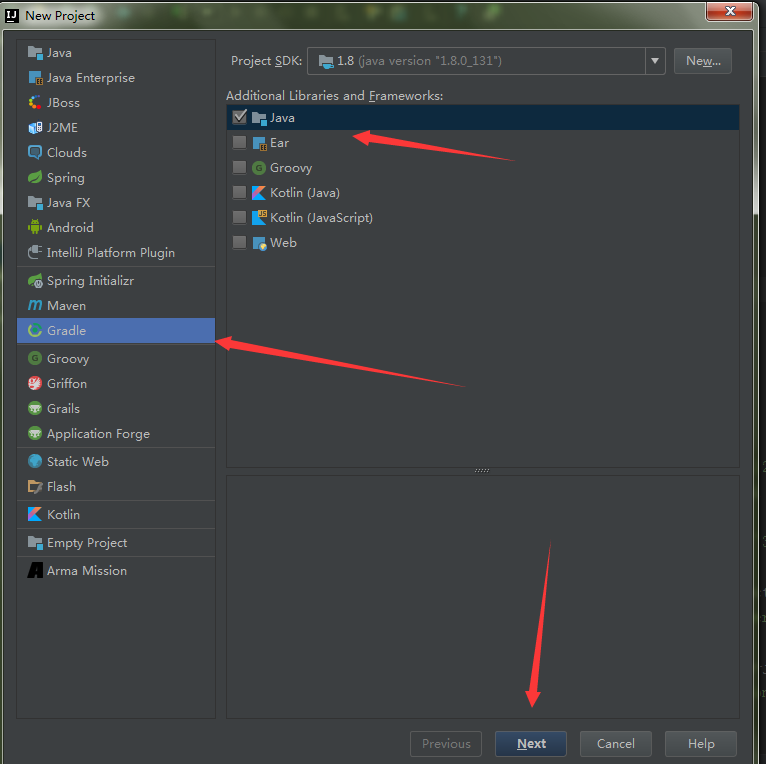 New Project
Java
Java Enterprise
JBoss
J2ME
Clouds
Spring
Java FX
Android
IntelliJ Platform Plugin
Spring Initializr
Maven
Gradle
Groovy
Griffon
Grails
Application Forge
Static Web
Flash
Kotlin
Empty Project
Arma Mission
Project SDK: 1.8 (java version "1.8.0_131") New...
Additional Libraries and Frameworks:
Java
Ear
Groovy
Kotlin (Java)
Kotlin (JavaScript)
Web
Previous Next Cancel Help